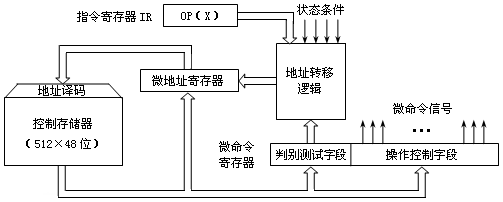 指令寄存器 IR
OP(X)
状态条件
微地址寄存器
地址转移
逻辑
地址译码
控制存储器
(512×48 位)
微命令信号
...
微命令
寄存器
判别测试字段
操作控制字段